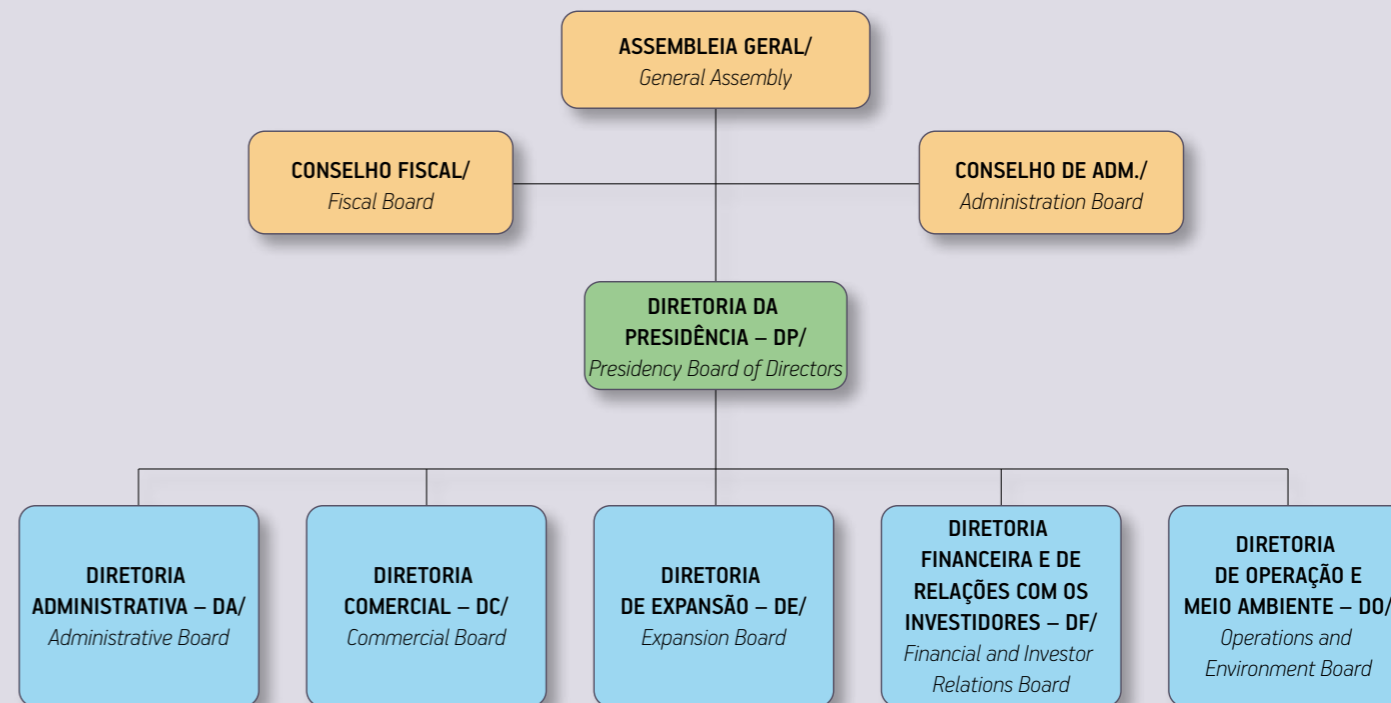 ASSEMBLEIA GERAL/
General Assembly
CONSELHO FISCAL/
Fiscal Board
CONSELHO DE ADM./
Administration Board
DIRETORIA DA
PRESIDÊNCIA – DP/
Presidency Board of Directors
DIRETORIA
ADMINISTRATIVA – DA/
Administrative Board
DIRETORIA
COMERCIAL – DC/
Commercial Board
DIRETORIA
DE EXPANSÃO – DE/
Expansion Board
DIRETORIA
FINANCEIRA E DE
RELAÇÕES COM OS
INVESTIDORES – DF/
Financial and Investor
Relations Board
DIRETORIA
DE OPERAÇÃO E
MEIO AMBIENTE – DO/
Operations and
Environment Board